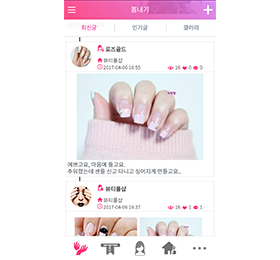 뽐내기
최신글 인기글 갤러리
로즈골드
뷰티플샵
2017-04-06 16:55 16 0 0
예쁘고요, 마음에 들고요.
추워졌는데 샌들 신고 다니고 싶어지게 만들고요..
뷰티플샵
뷰티플샵
2017-04-06 16:37 16 1 1